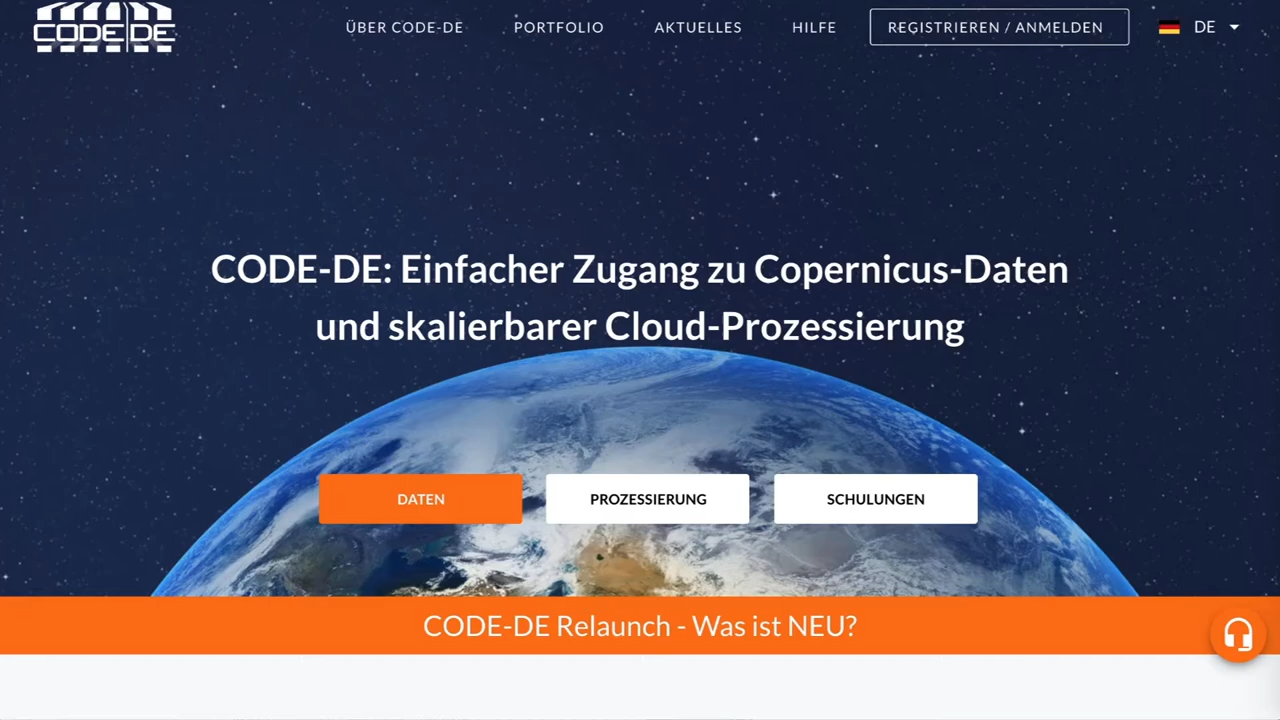 CODE DE
ÜBER CODE-DE
PORTFOLIO
AKTUELLES
HILFE
REGISTRIEREN / ANMELDEN
DE
CODE-DE: Einfacher Zugang zu Copernicus-Daten
und skalierbarer Cloud-Prozessierung
DATEN
PROZESSIERUNG
SCHULUNGEN
CODE-DE Relaunch - Was ist NEU?